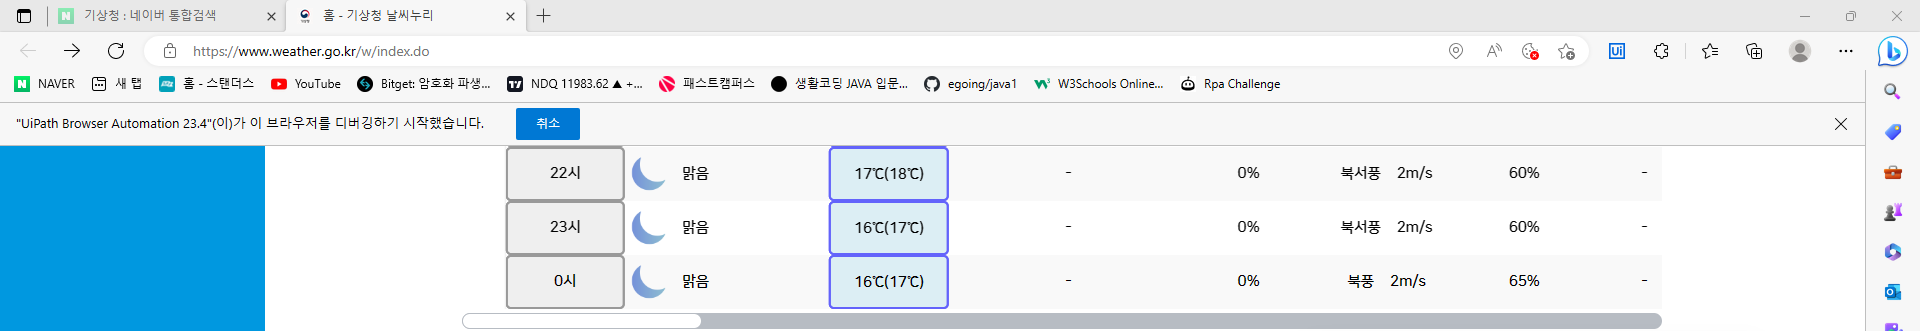 기상청 : 네이버 통합검색
홈 - 기상청 날씨누리
https://www.weather.go.kr/w/index.do
NAVER 새 탭 홈 - 스탠더스 YouTube Bitget: 암호화 파생... NDQ 11983.62 ▲ +... 패스트캠퍼스 생활코딩 JAVA 입문... egoing/java1 W3Schools Online... Rpa Challenge
"UiPath Browser Automation 23.4"(이)가 이 브라우저를 디버깅하기 시작했습니다. 취소
22시 맑음 17℃(18℃) - 0% 북서풍 2m/s 60% -
23시 맑음 16℃(17℃) - 0% 북서풍 2m/s 60% -
0시 맑음 16℃(17℃) - 0% 북풍 2m/s 65% -